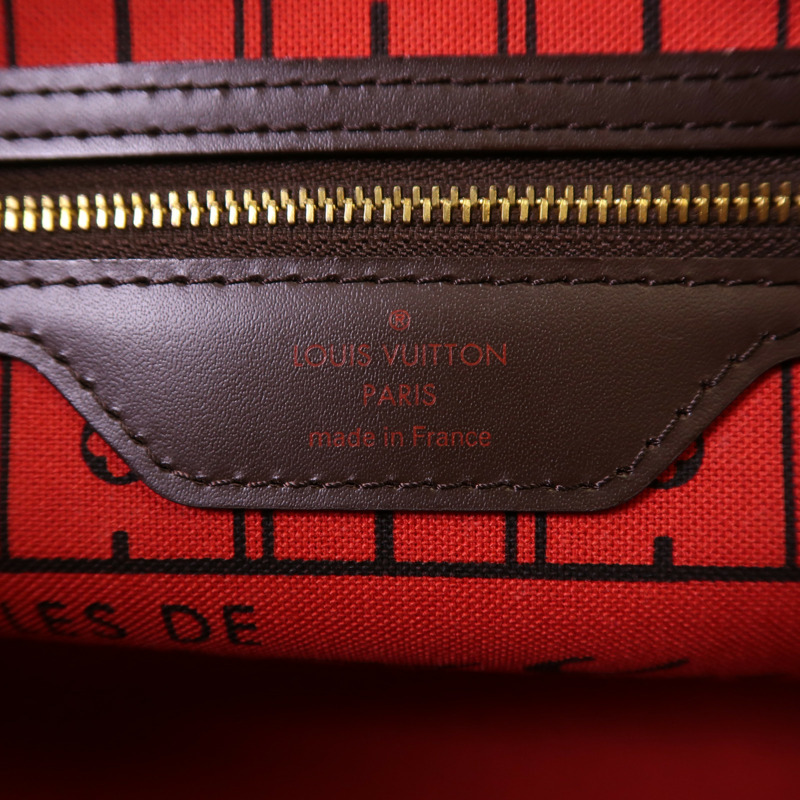 ®
LOUIS VUITTON
PARIS
made in France
LES DE